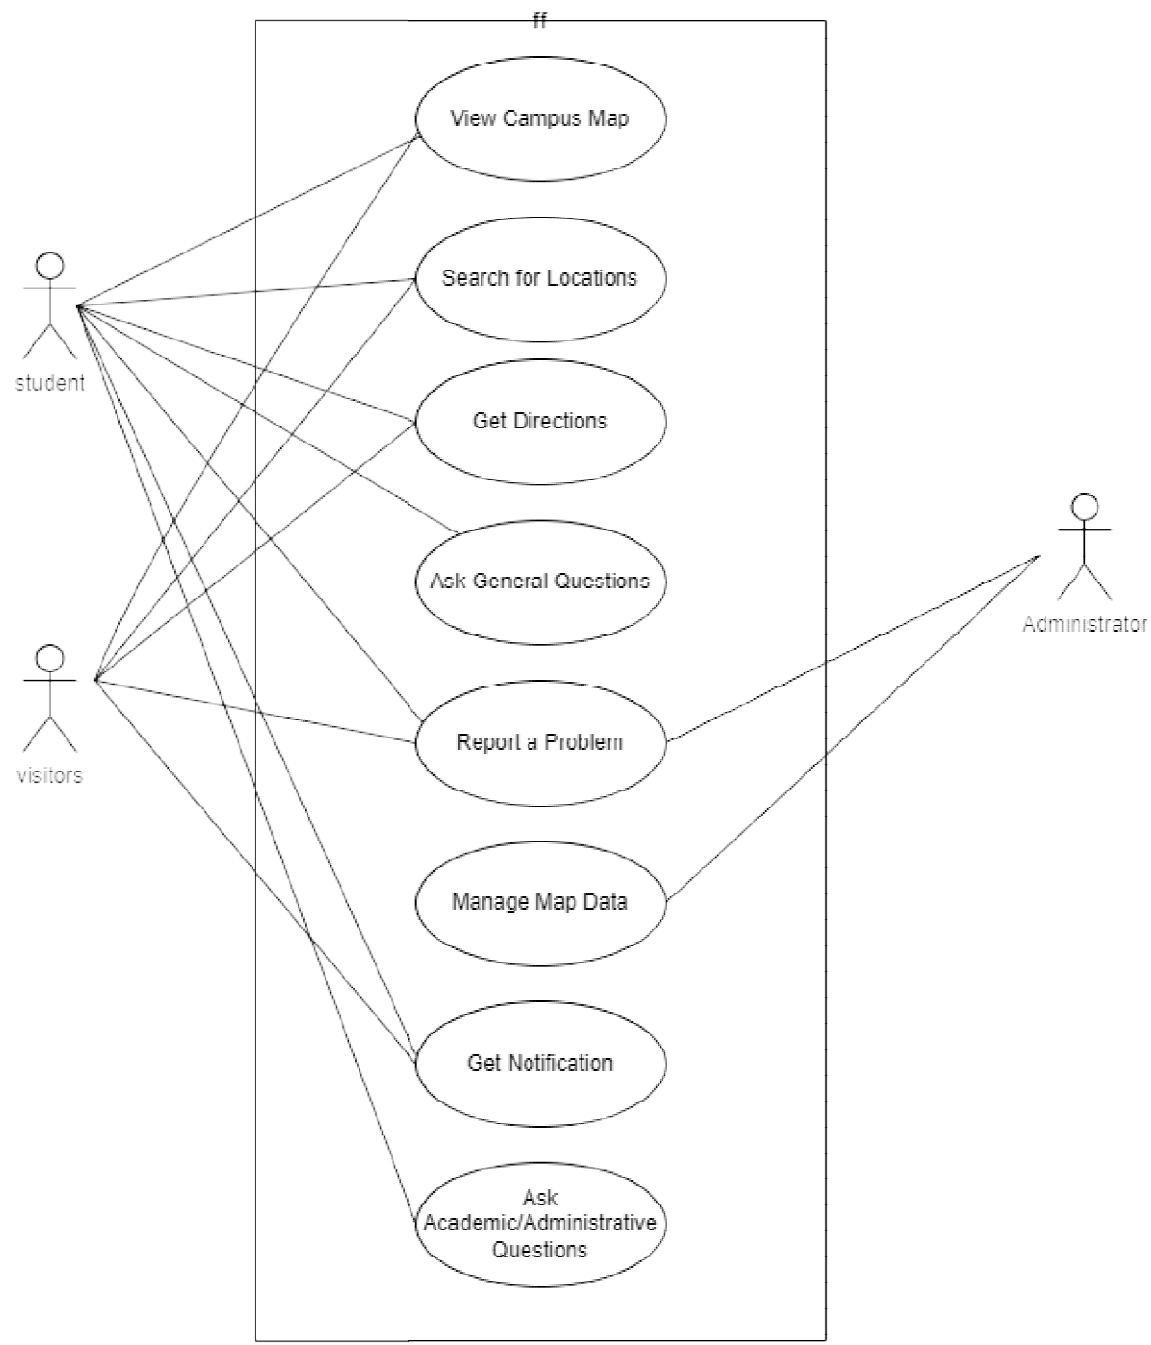 ff
View Campus Map
Search for Locations
student
Get Directions
Ask General Questions
Administrator
Report a Problem
visitors
Manage Map Data
Get Notification
Ask
Academic/Administrative
Questions